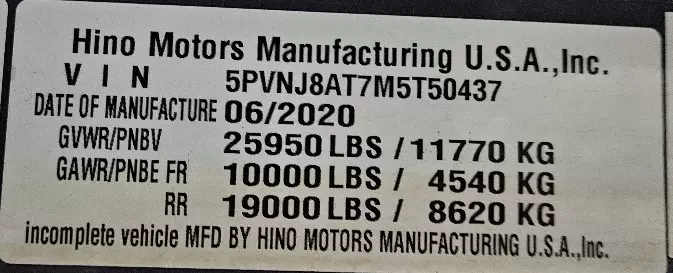 Hino Motors Manufacturing U.S.A.,Inc.
V I N 5PVNJ8AT7M5T50437
DATE OF MANUFACTURE 06/2020
GVWR/PNBV 25950 LBS / 11770 KG
GAWR/PNBE FR 10000 LBS / 4540 KG
RR 19000 LBS / 8620 KG
incomplete vehicle MFD BY HINO MOTORS MANUFACTURING U.S.A.,Inc.